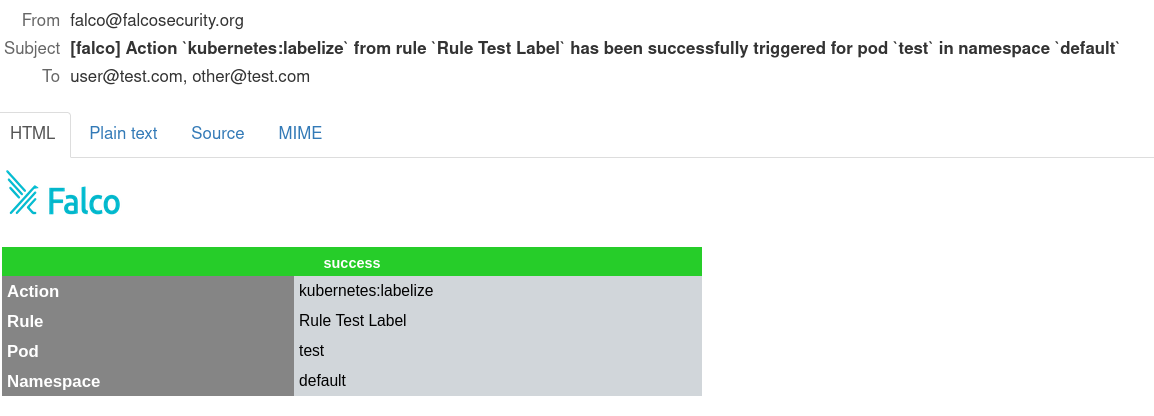 From falco@falcosecurity.org
Subject [falco] Action `kubernetes:labelize` from rule `Rule Test Label` has been successfully triggered for pod `test` in namespace `default`
To user@test.com, other@test.com
HTML Plain text Source MIME
Falco
success
Action kubernetes:labelize
Rule Rule Test Label
Pod test
Namespace default